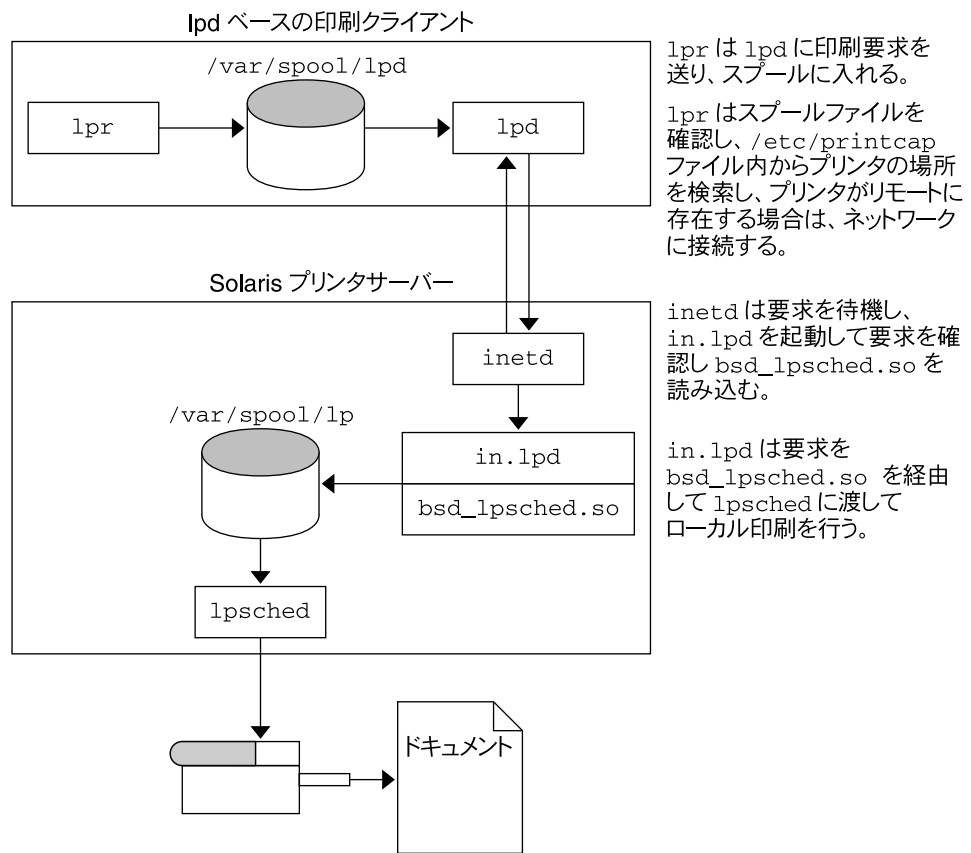 lpd ベースの印刷クライアント
/var/spool/lpd
lpr
lpd
lpr は lpd に印刷要求を
送り、スプールに入れる。
lpr はスプールファイルを
確認し、/etc/printcap
ファイル内からプリンタの場所
を検索し、プリンタがリモートに
存在する場合は、ネットワーク
に接続する。
Solaris プリンタサーバー
inetd
/var/spool/lp
in.lpd
bsd_lpsched.so
lpsched
inetd は要求を待機し、
in.lpd を起動して要求を確
認し bsd_lpsched.so を
読み込む。
in.lpd は要求を
bsd_lpsched.so を経由
して lpsched に渡して
ローカル印刷を行う。
ドキュメント